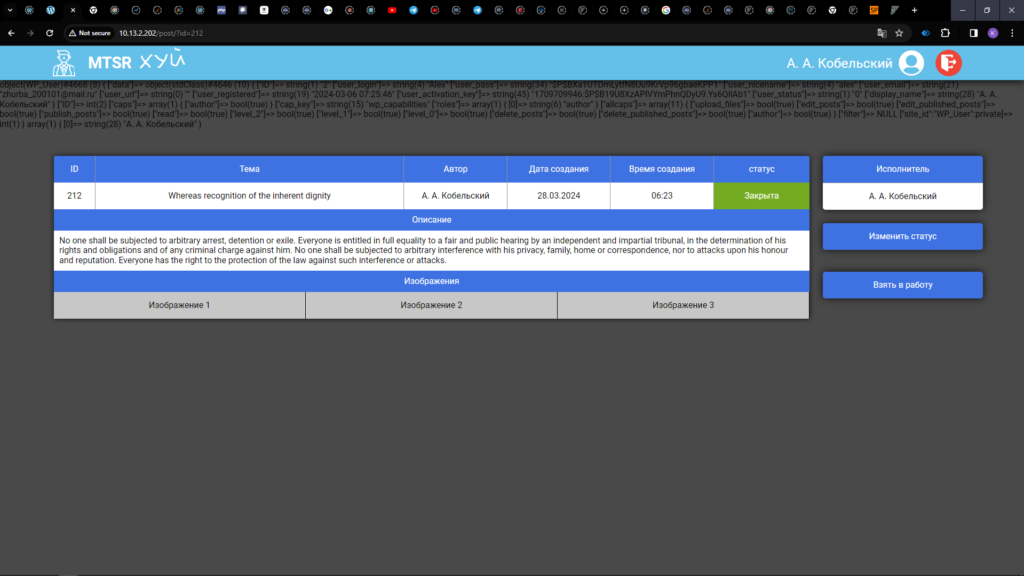 Not secure
10.13.2.202/post/?id=212
MTSR
А. А. Кобельский
object(WP_User)#4668 (8) { ["data"]=> object(stdClass)#4646 (10) { ["ID"]=> string(1) "2" ["user_login"]=> string(4) "Alex" ["user_pass"]=> string(34) ["user_nicename"]=> string(4) "alex" ["user_email"]=> string(21)
"zhurba_200101@mail.ru" ["user_url"]=> string(0) "" ["user_registered"]=> string(19) "2024-03-06 07:25:46" ["user_activation_key"]=> string(45) ["user_status"]=> string(1) "0" ["display_name"]=> string(28) "А. А.
Кобельский" } ["ID"]=> int(2) ["caps"]=> array(1) { ["author"]=> bool(true) } ["cap_key"]=> string(15) "wp_capabilities" ["roles"]=> array(1) { [0]=> string(6) "author" } ["allcaps"]=> array(11) { ["upload_files"]=> bool(true) ["edit_posts"]=> bool(true) ["edit_published_posts"]=>
bool(true) ["publish_posts"]=> bool(true) ["read"]=> bool(true) ["level_2"]=> bool(true) ["level_1"]=> bool(true) ["level_0"]=> bool(true) ["delete_posts"]=> bool(true) ["delete_published_posts"]=> bool(true) ["author"]=> bool(true) } ["filter"]=> NULL ["site_id":"WP_User":private]=>
int(1) } array(1) { [0]=> string(28) "А. А. Кобельский" }
ID Тема Автор Дата создания Время создания статус
212 Whereas recognition of the inherent dignity А. А. Кобельский 28.03.2024 06:23 Закрыта
Описание
No one shall be subjected to arbitrary arrest, detention or exile. Everyone is entitled in full equality to a fair and public hearing by an independent and impartial tribunal, in the determination of his
rights and obligations and of any criminal charge against him. No one shall be subjected to arbitrary interference with his privacy, family, home or correspondence, nor to attacks upon his honour
and reputation. Everyone has the right to the protection of the law against such interference or attacks.
Изображения
Изображение 1 Изображение 2 Изображение 3
Исполнитель
А. А. Кобельский
Изменить статус
Взять в работу